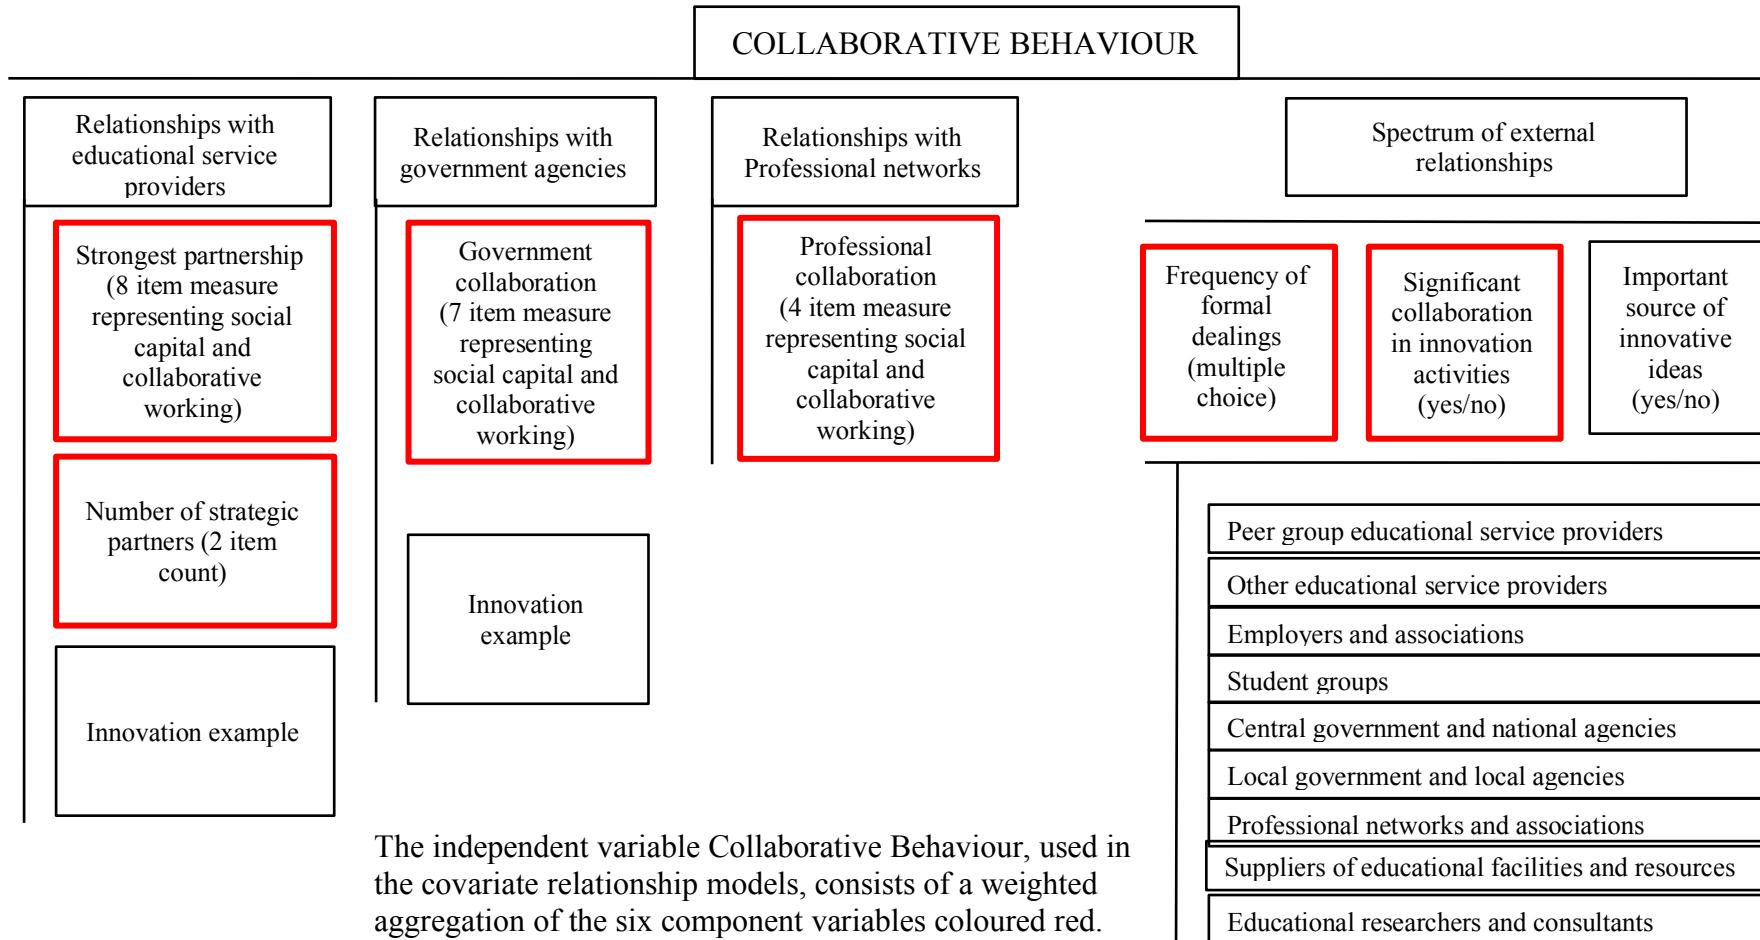 COLLABORATIVE BEHAVIOUR
Relationships with
educational service
providers
Strongest partnership
(8 item measure
representing social
capital and
collaborative
working)
Number of strategic
partners (2 item
count)
Innovation example
Relationships with
government agencies
Government
collaboration
(7 item measure
representing
social capital and
collaborative
working)
Innovation
example
Relationships with
Professional networks
Professional
collaboration
(4 item measure
representing social
capital and
collaborative
working)
Spectrum of external
relationships
Frequency of
formal
dealings
(multiple
choice)
Significant
collaboration
in innovation
activities
(yes/no)
Important
source of
innovative
ideas
(yes/no)
Peer group educational service providers
Other educational service providers
Employers and associations
Student groups
Central government and national agencies
Local government and local agencies
Professional networks and associations
Suppliers of educational facilities and resources
Educational researchers and consultants
The independent variable Collaborative Behaviour, used in
the covariate relationship models, consists of a weighted
aggregation of the six component variables coloured red.